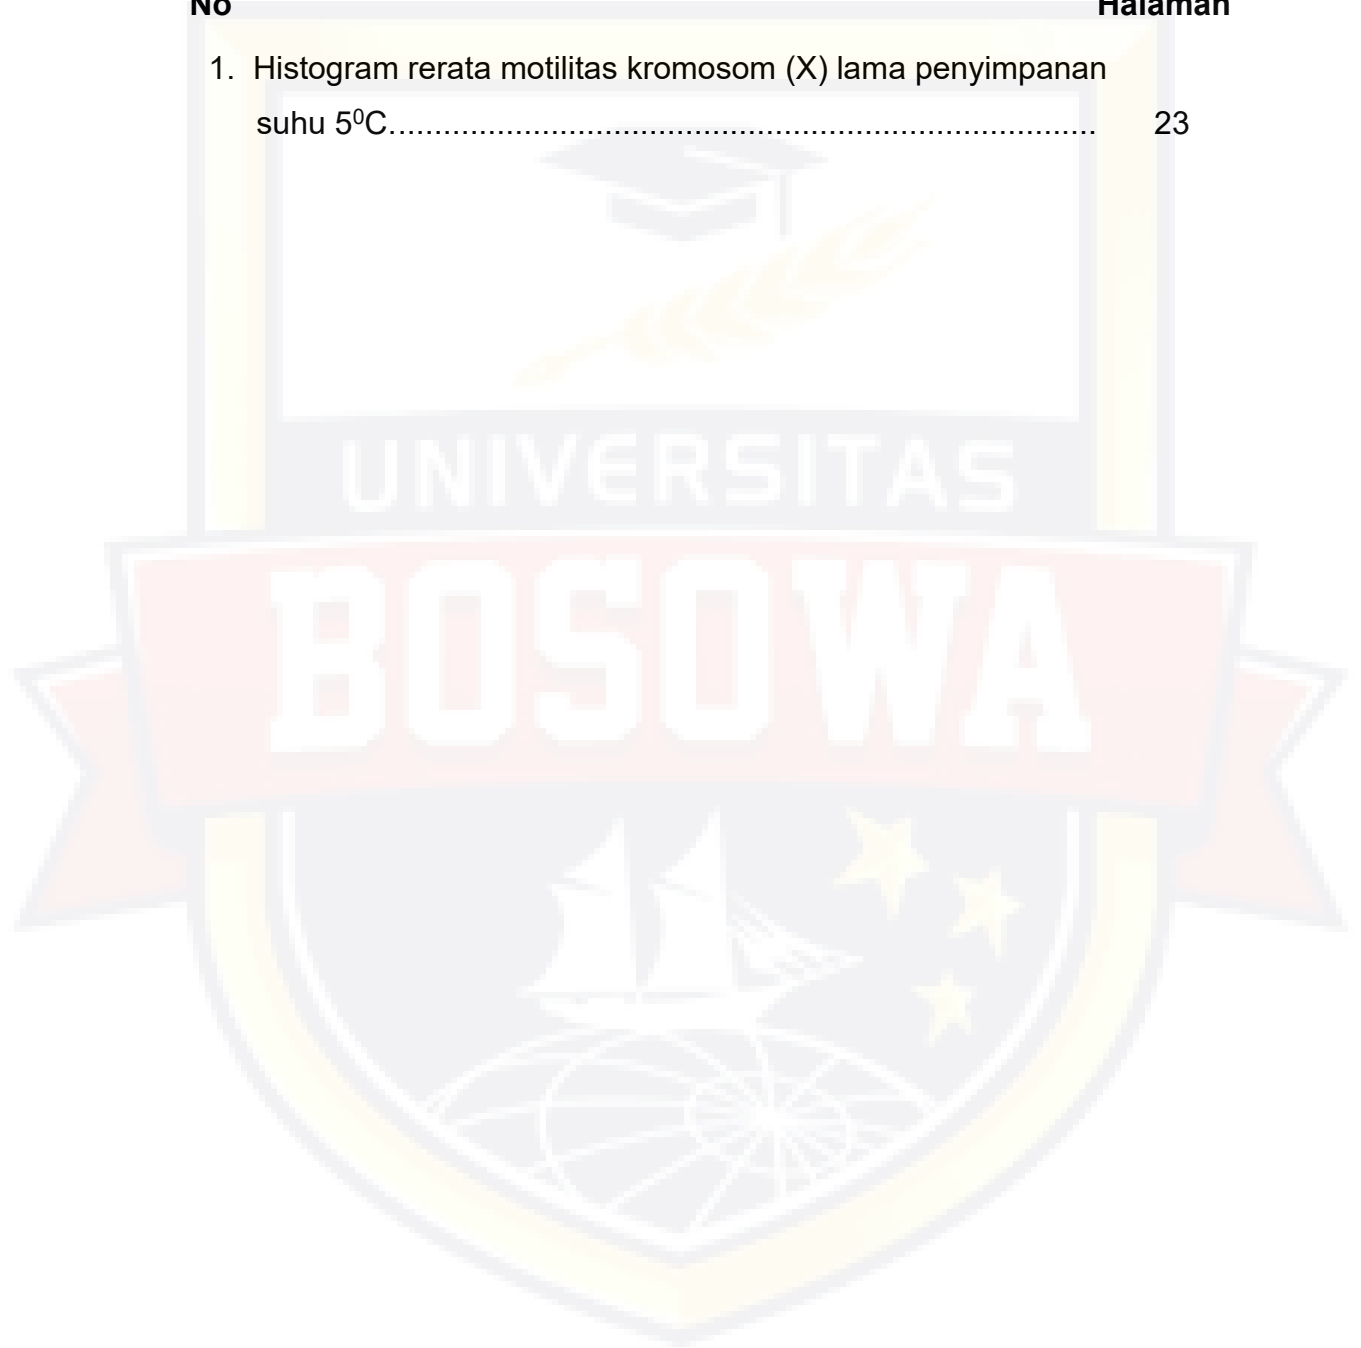 No Halaman
1. Histogram rerata motilitas kromosom (X) lama penyimpanan
suhu 5⁰C............................................................................. 23
UNIVERSITAS
BOSOWA